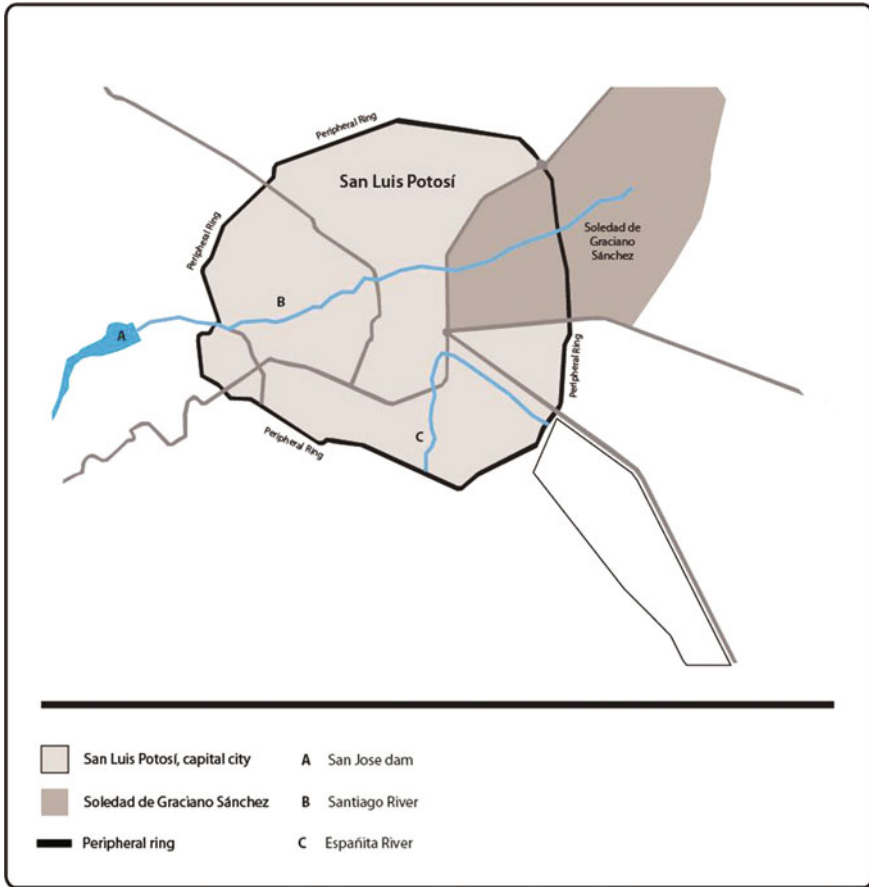 Peripheral Ring
San Luis Potosí
Peripheral Ring
Soledad de
Graciano
Sánchez
B
A
Peripheral Ring
C
Peripheral Ring
San Luis Potosí, capital city
A San Jose dam
Soledad de Graciano Sánchez
B Santiago River
Peripheral ring
C Españita River